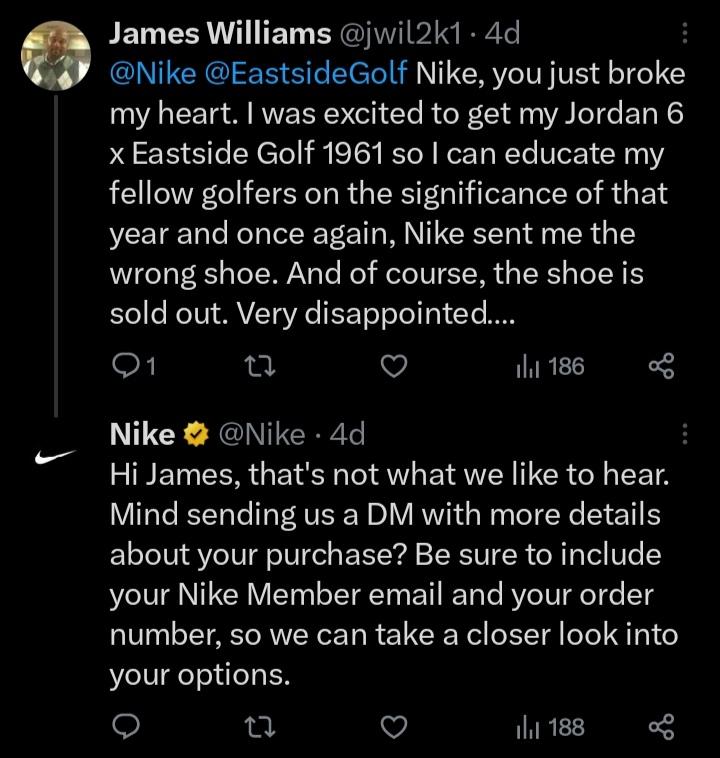 James Williams @jwil2k1 · 4d
@Nike @EastsideGolf Nike, you just broke
my heart. I was excited to get my Jordan 6
x Eastside Golf 1961 so I can educate my
fellow golfers on the significance of that
year and once again, Nike sent me the
wrong shoe. And of course, the shoe is
sold out. Very disappointed....
1 186
Nike @Nike · 4d
Hi James, that's not what we like to hear.
Mind sending us a DM with more details
about your purchase? Be sure to include
your Nike Member email and your order
number, so we can take a closer look into
your options.
188